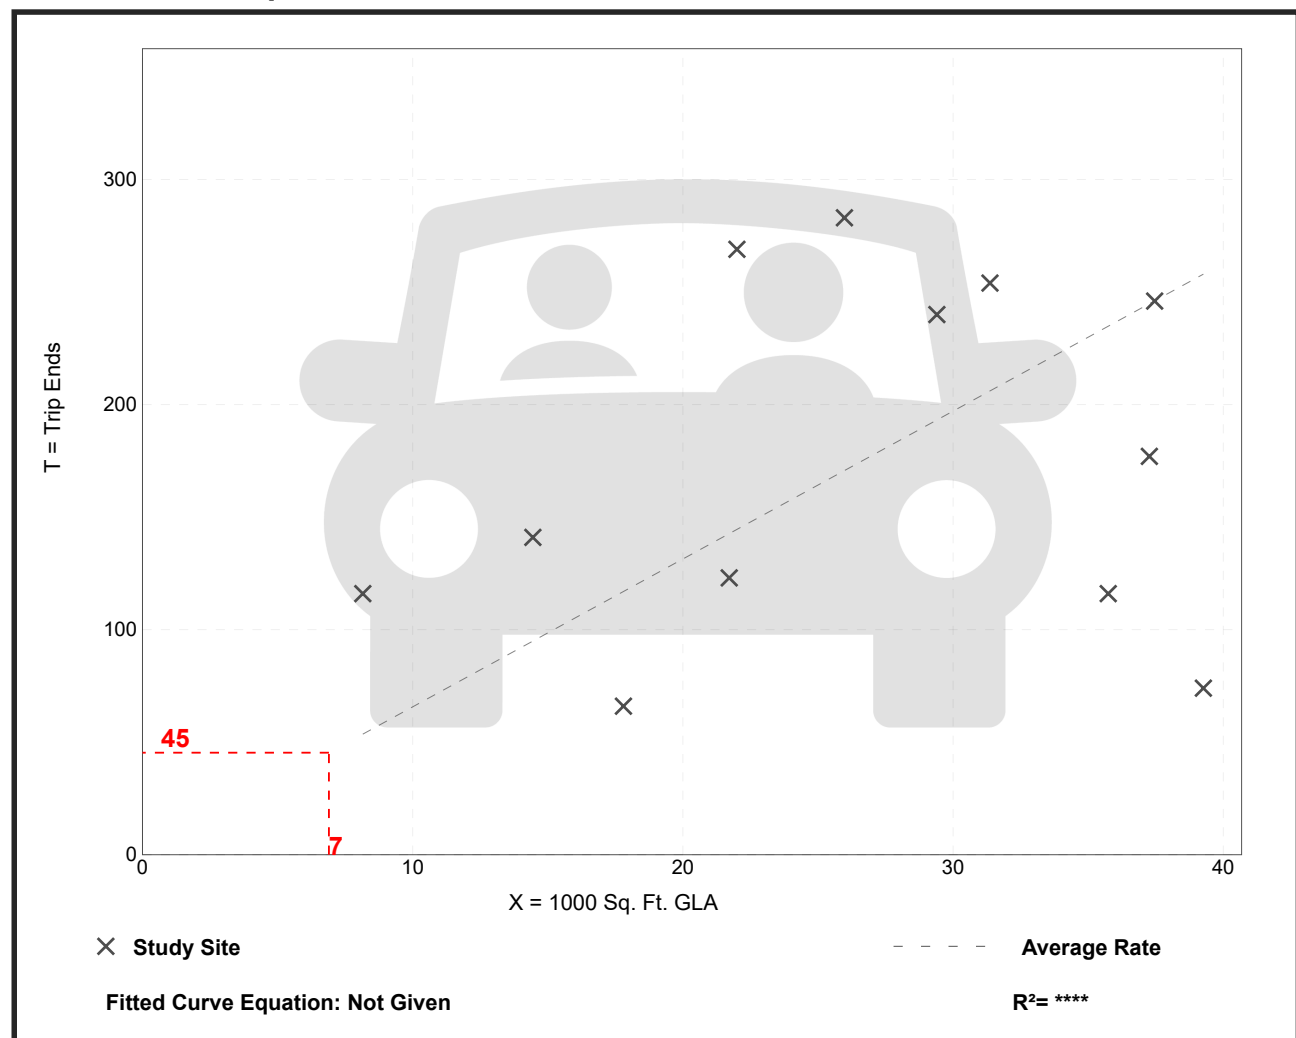 300
200
100
0
T = Trip Ends
45
7
0 10 20 30 40
X = 1000 Sq. Ft. GLA
Study Site
Average Rate
Fitted Curve Equation: Not Given
R²= ****